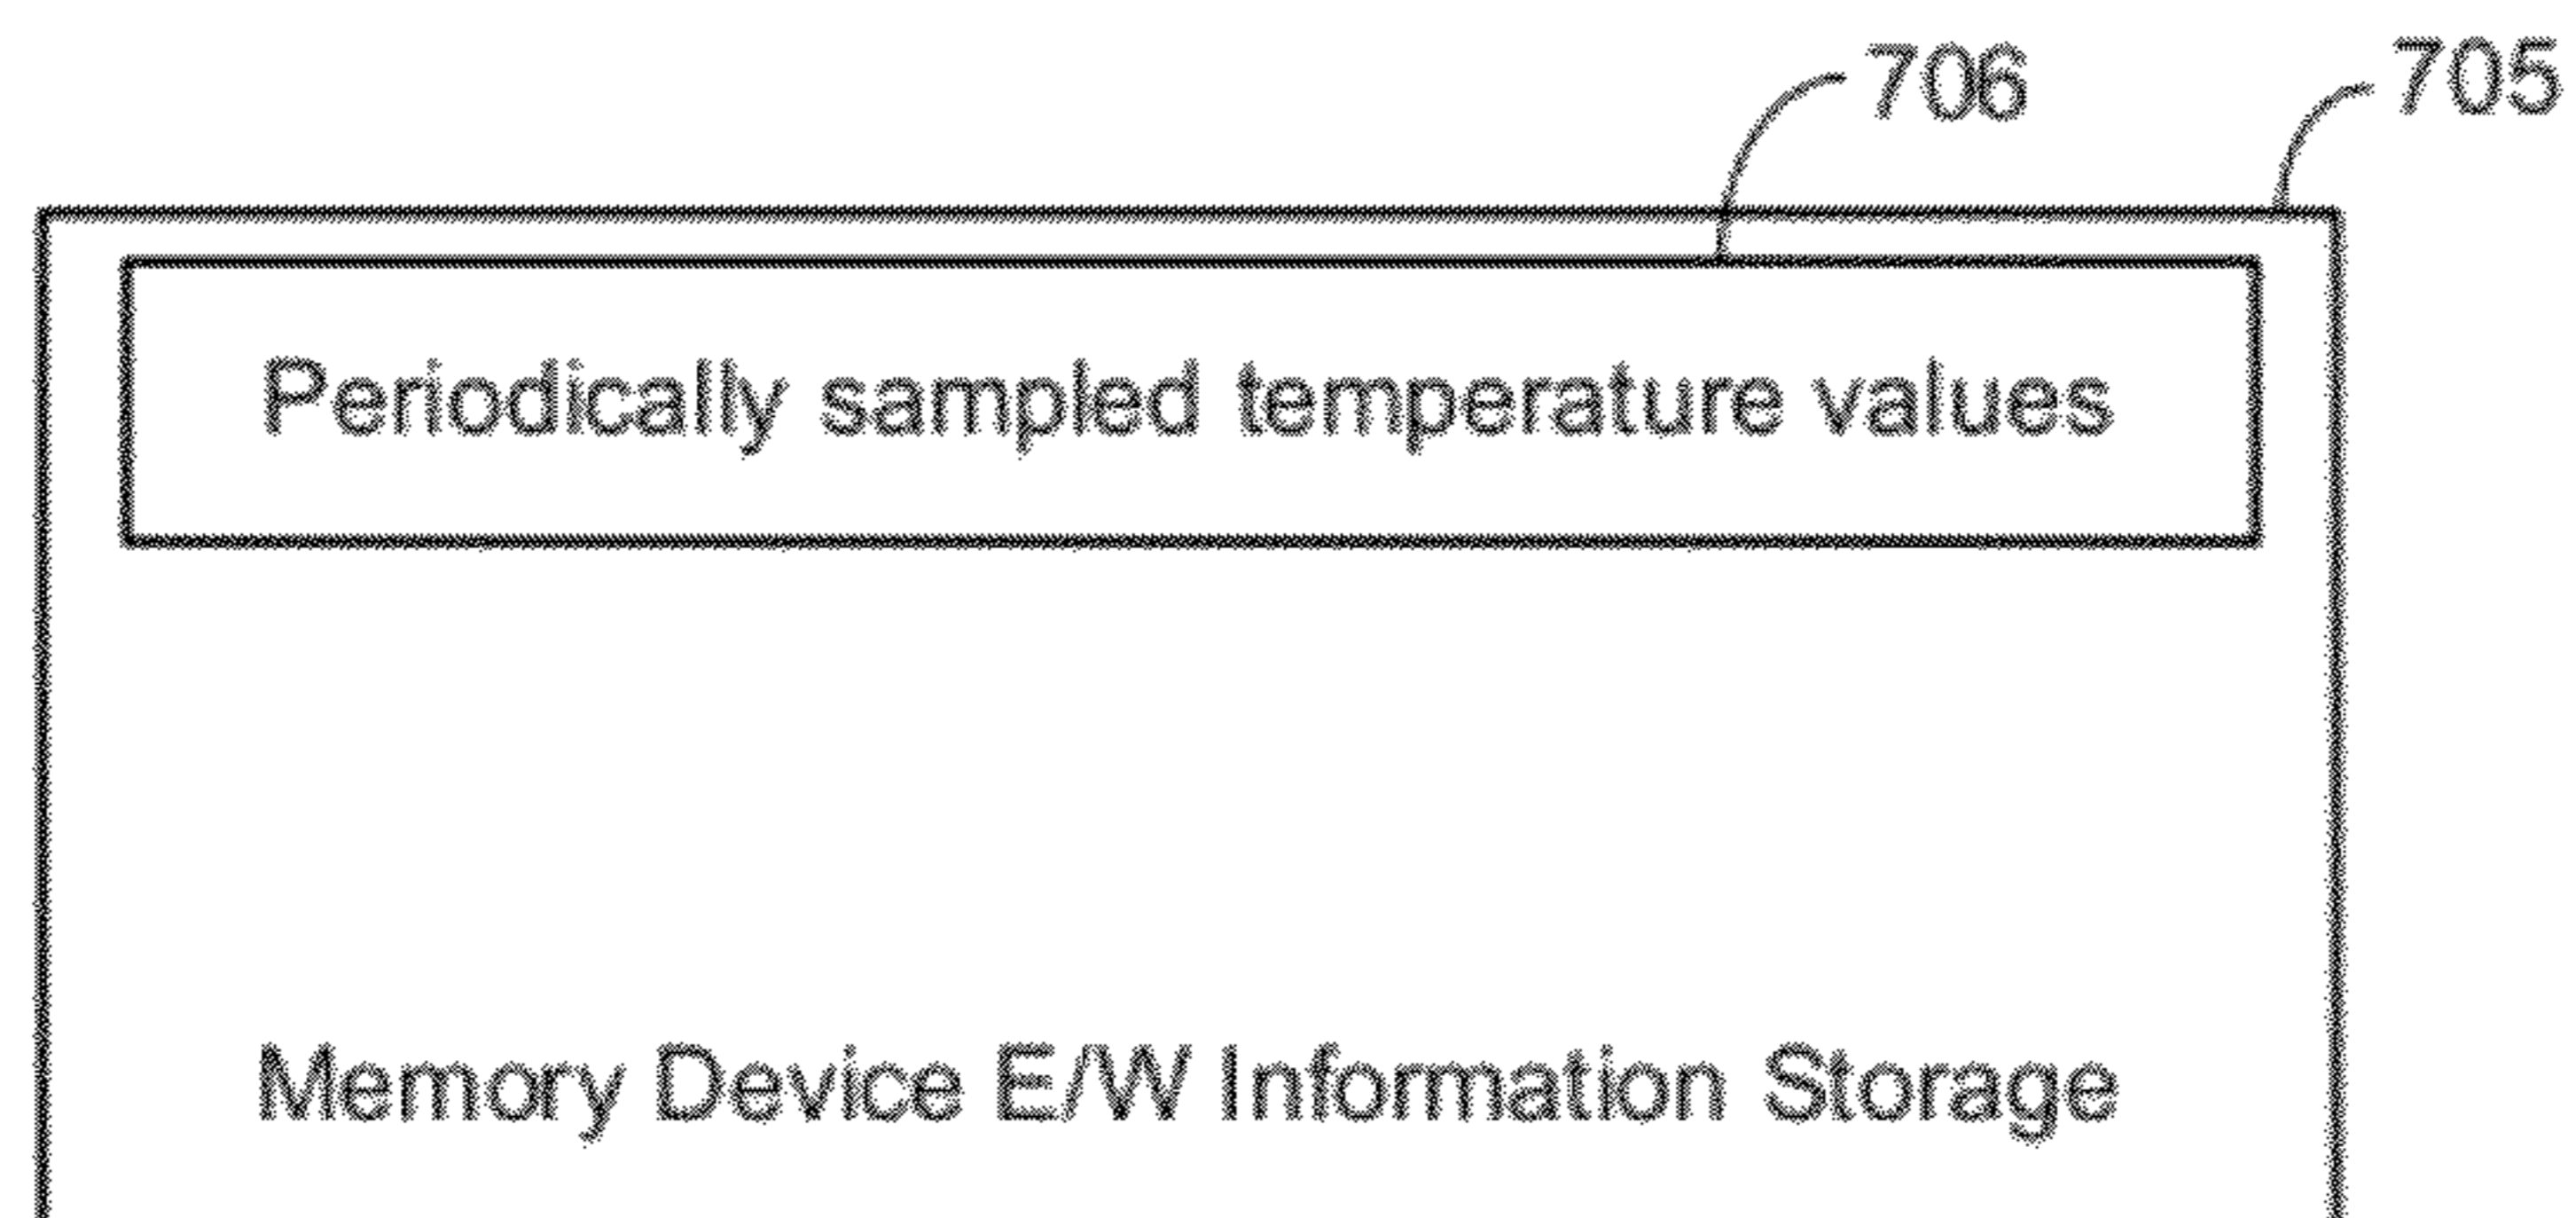 706 705
Periodically sampled temperature values
Memory Device E/W Information Storage